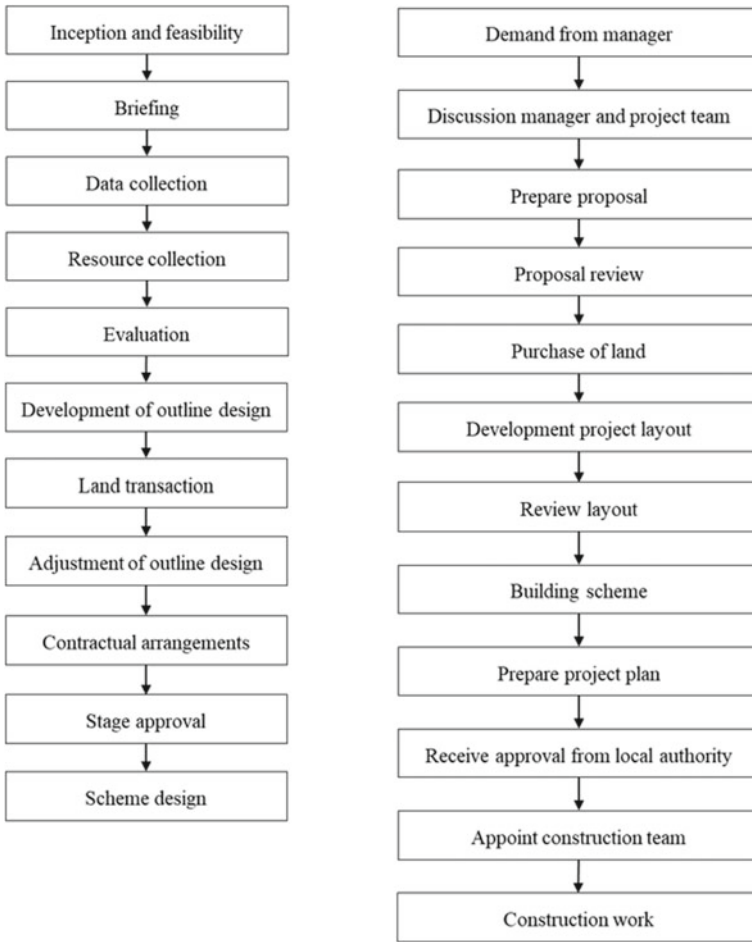 Inception and feasibility
Briefing
Data collection
Resource collection
Evaluation
Development of outline design
Land transaction
Adjustment of outline design
Contractual arrangements
Stage approval
Scheme design
Demand from manager
Discussion manager and project team
Prepare proposal
Proposal review
Purchase of land
Development project layout
Review layout
Building scheme
Prepare project plan
Receive approval from local authority
Appoint construction team
Construction work